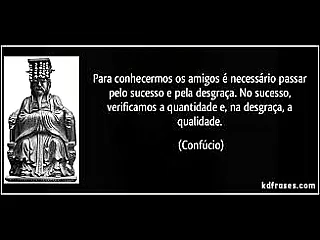 Para conhecermos os amigos é necessário passar
pelo sucesso e pela desgraça. No sucesso,
verificamos a quantidade e, na desgraça, a
qualidade.
(Confúcio)
kdfrases.com